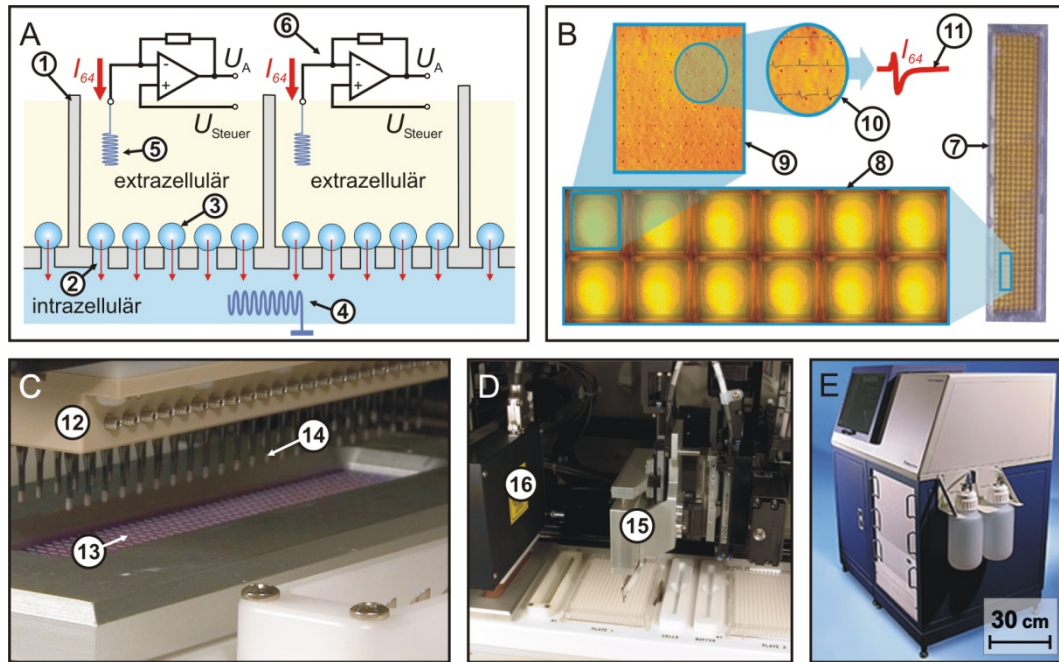 A
1
I64
6
UA
I64
UA
USteuer
USteuer
5
extrazellulär
extrazellulär
3
2
intrazellulär
4
B
I64
11
10
7
9
8
C
12
14
13
D
16
15
PLATE 1
CELLS
BUFFER
PLATE 2
E
30 cm